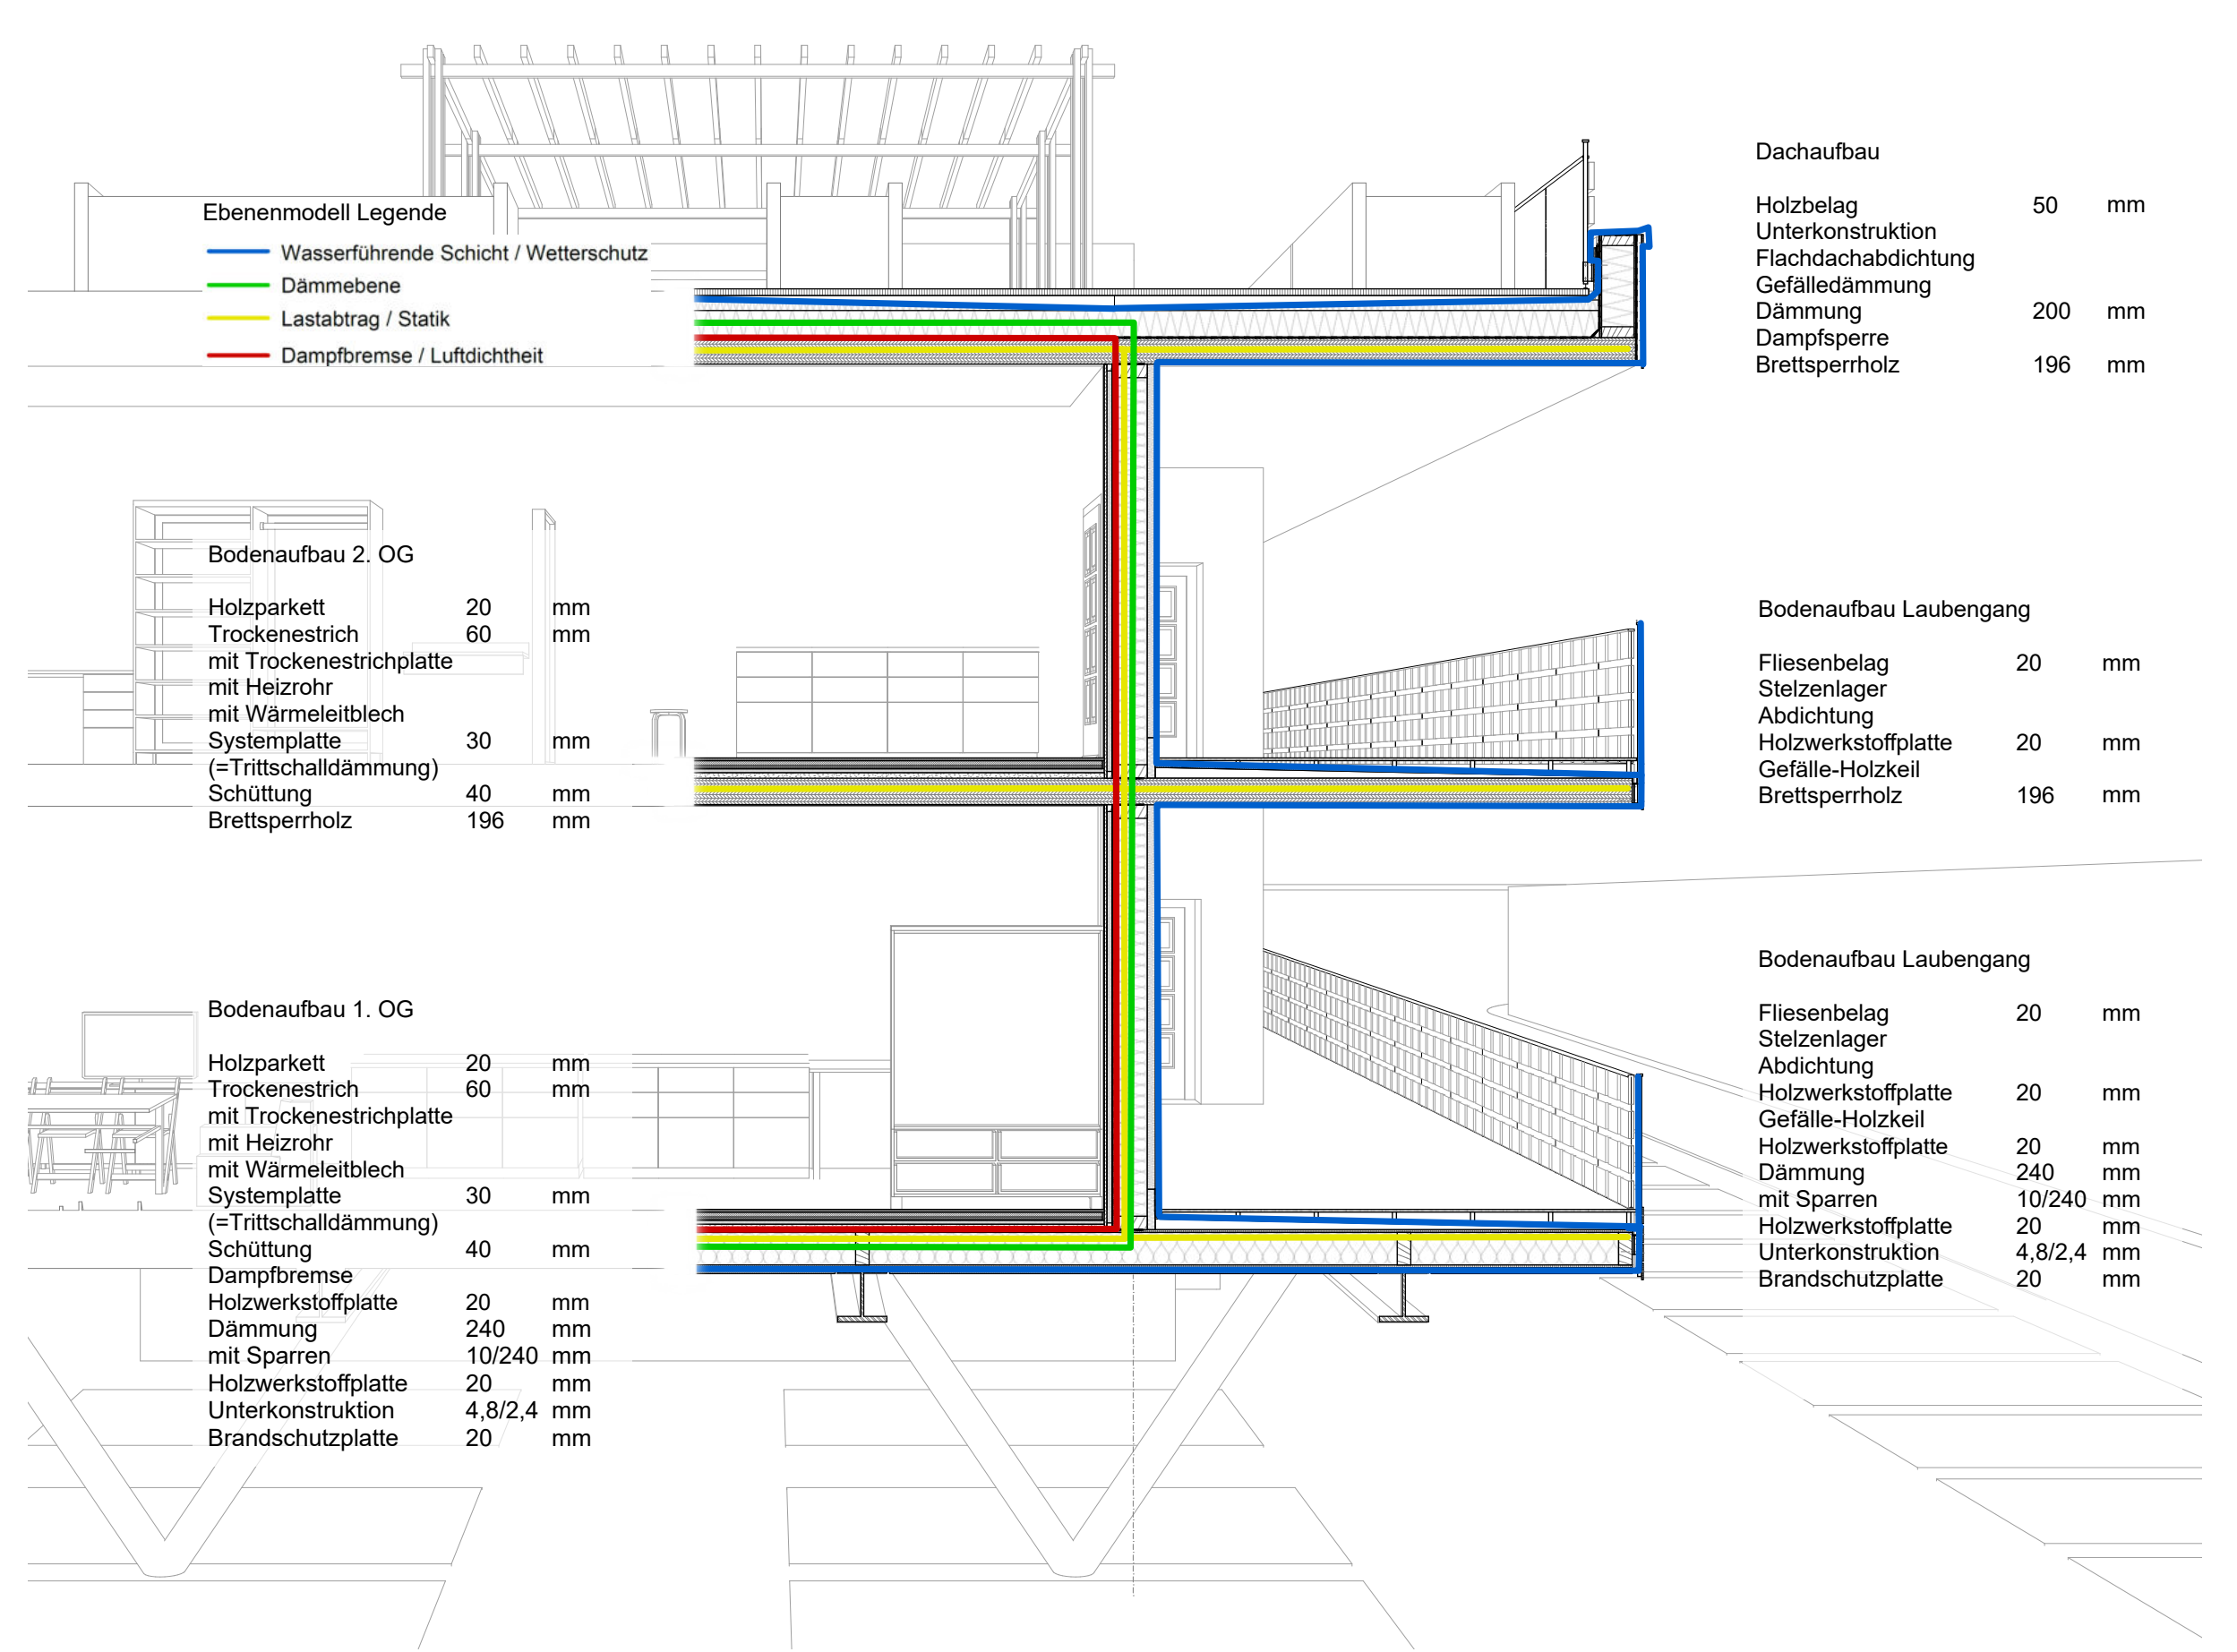 Dachaufbau
Holzbelag 50 mm
Unterkonstruktion
Flachdachabdichtung
Gefälledämmung
Dämmung 200 mm
Dampfsperre
Brettsperrholz 196 mm
Ebenenmodell Legende
Wasserführende Schicht / Wetterschutz
Dämmebene
Lastabtrag / Statik
Dampfbremse / Luftdichtheit
Bodenaufbau 2. OG
Holzparkett 20 mm
Trockenestrich 60 mm
mit Trockenestrichplatte
mit Heizrohr
mit Wärmeleitblech
Systemplatte 30 mm
(=Trittschalldämmung)
Schüttung 40 mm
Brettsperrholz 196 mm
Bodenaufbau Laubengang
Fliesenbelag 20 mm
Stelzenlager
Abdichtung
Holzwerkstoffplatte 20 mm
Gefälle-Holzkeil
Brettsperrholz 196 mm
Bodenaufbau 1. OG
Holzparkett 20 mm
Trockenestrich 60 mm
mit Trockenestrichplatte
mit Heizrohr
mit Wärmeleitblech
Systemplatte 30 mm
(=Trittschalldämmung)
Schüttung 40 mm
Dampfbremse
Holzwerkstoffplatte 20 mm
Dämmung 240 mm
mit Sparren 10/240 mm
Holzwerkstoffplatte 20 mm
Unterkonstruktion 4,8/2,4 mm
Brandschutzplatte 20 mm
Bodenaufbau Laubengang
Fliesenbelag 20 mm
Stelzenlager
Abdichtung
Holzwerkstoffplatte 20 mm
Gefälle-Holzkeil
Holzwerkstoffplatte 20 mm
Dämmung 240 mm
mit Sparren 10/240 mm
Holzwerkstoffplatte 20 mm
Unterkonstruktion 4,8/2,4 mm
Brandschutzplatte 20 mm